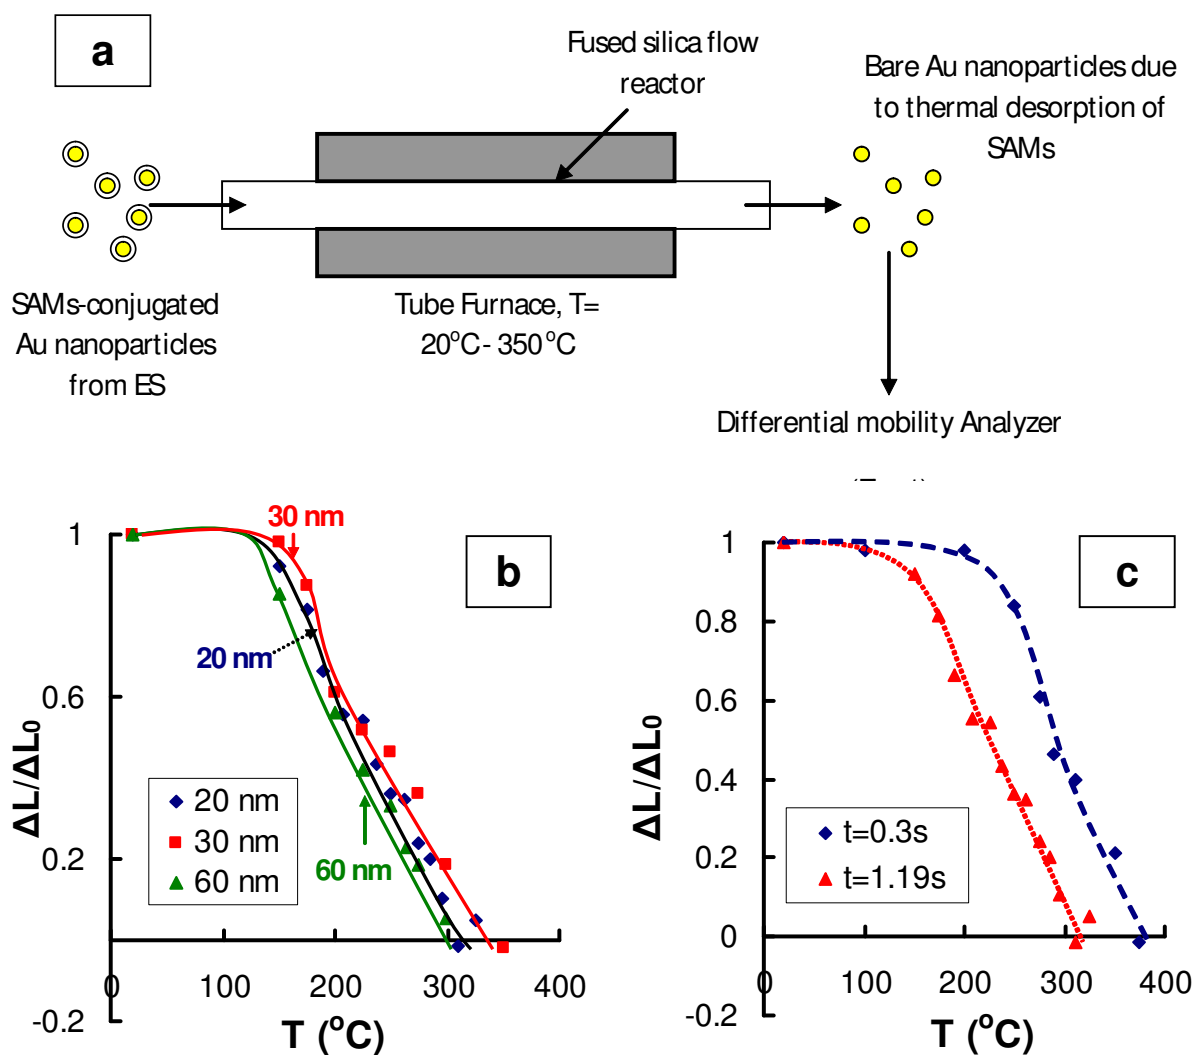 a
Fused silica flow
reactor
Bare Au nanoparticles due
to thermal desorption of
SAMs
SAMs-conjugated
Au nanoparticles
from ES
Tube Furnace, T=
20°C- 350°C
Differential mobility Analyzer
b
30 nm
20 nm
60 nm
20 nm
30 nm
60 nm
1
0.6
0.2
-0.2
0
100
200
300
400
ΔL/ΔL0
T (°C)
c
t=0.3s
t=1.19s
1
0.8
0.6
0.4
0.2
0
-0.2
0
100
200
300
400
ΔL/ΔL0
T (°C)